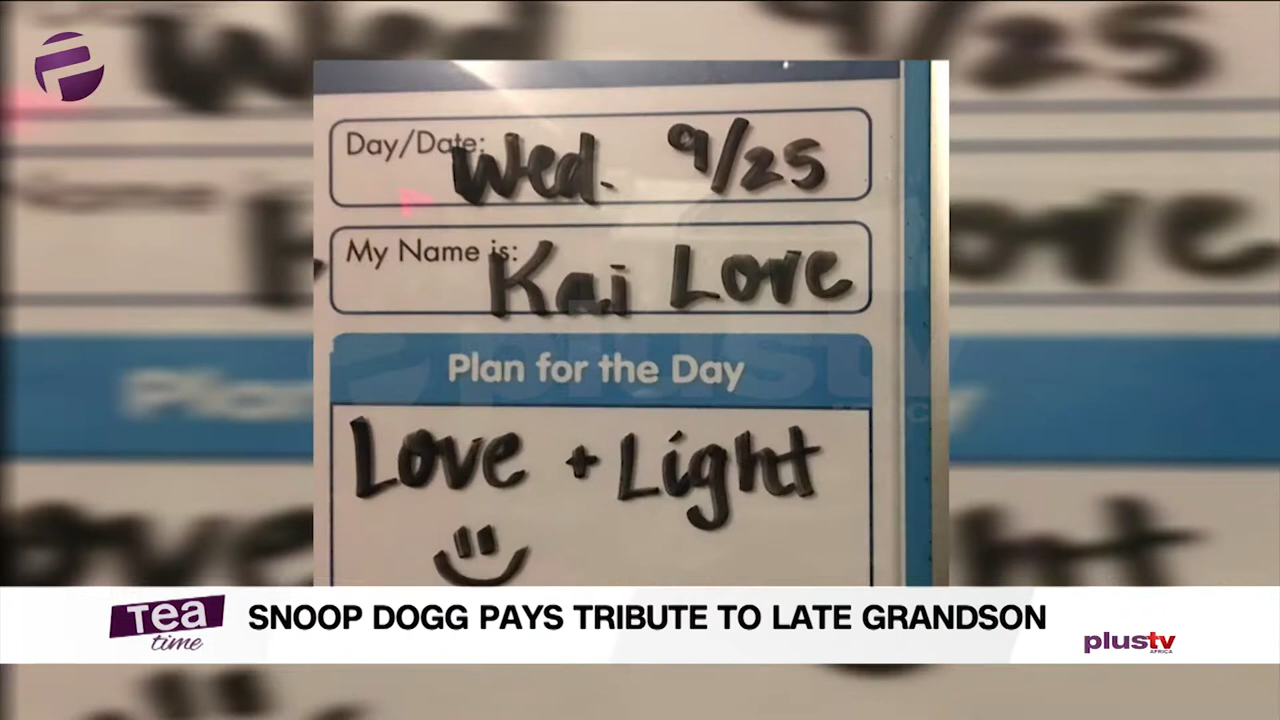 Day/Date: Wed. 9/25
My Name is: Kai Love
Plan for the Day
Love + Light
Tea time
SNOOP DOGG PAYS TRIBUTE TO LATE GRANDSON
plustv
AFRICA